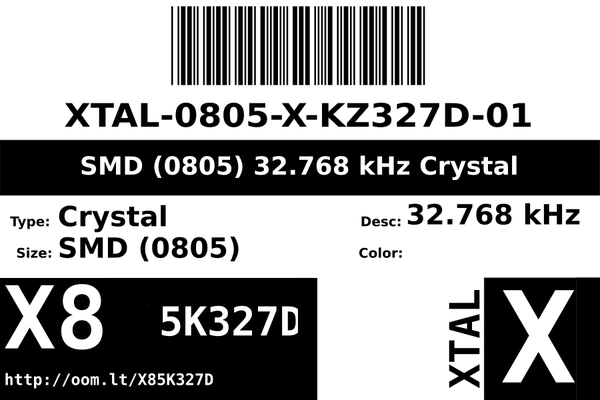 XTAL-0805-X-KZ327D-01
SMD (0805) 32.768 kHz Crystal
Type: Crystal
Desc: 32.768 kHz
Size: SMD (0805)
Color:
X8 5K327D
http://oom.lt/X85K327D
XTAL
X